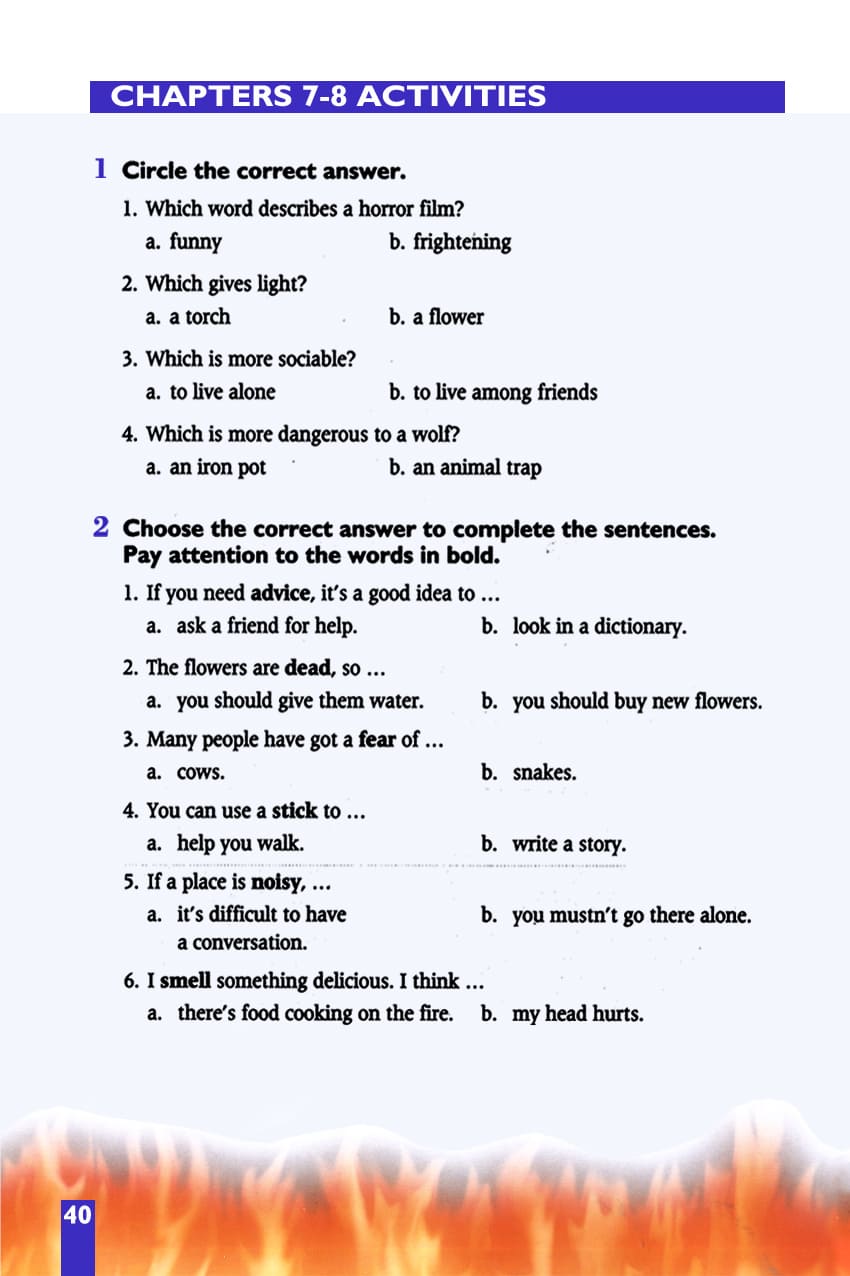 CHAPTERS 7-8 ACTIVITIES
1 Circle the correct answer.
1. Which word describes a horror film?
a. funny b. frightening
2. Which gives light?
a. a torch b. a flower
3. Which is more sociable?
a. to live alone b. to live among friends
4. Which is more dangerous to a wolf?
a. an iron pot b. an animal trap
2 Choose the correct answer to complete the sentences.
Pay attention to the words in bold.
1. If you need advice, it's a good idea to ...
a. ask a friend for help. b. look in a dictionary.
2. The flowers are dead, so ...
a. you should give them water. b. you should buy new flowers.
3. Many people have got a fear of ...
a. cows. b. snakes.
4. You can use a stick to ...
a. help you walk. b. write a story.
5. If a place is noisy, ...
a. it's difficult to have b. you mustn't go there alone.
a conversation.
6. I smell something delicious. I think ...
a. there's food cooking on the fire. b. my head hurts.
40